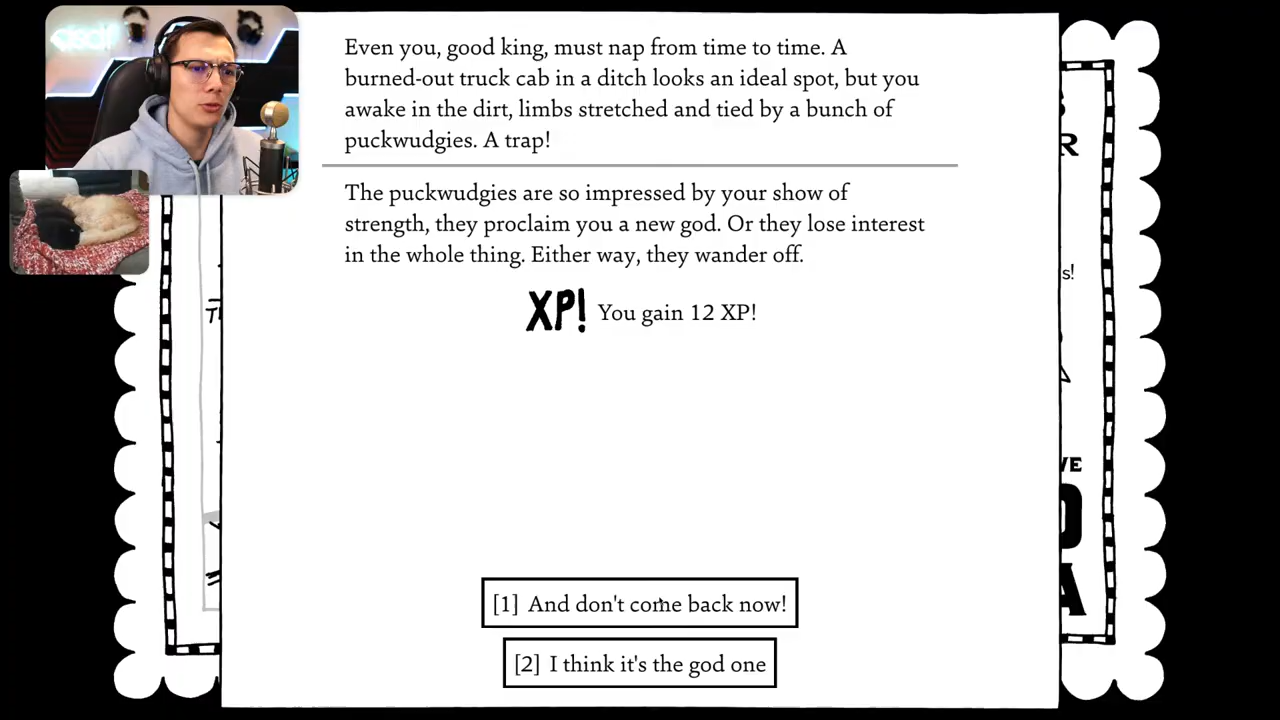 Even you, good king, must nap from time to time. A
burned-out truck cab in a ditch looks an ideal spot, but you
awake in the dirt, limbs stretched and tied by a bunch of
puckwudgies. A trap!
The puckwudgies are so impressed by your show of
strength, they proclaim you a new god. Or they lose interest
in the whole thing. Either way, they wander off.
XP! You gain 12 XP!
[1] And don't come back now!
[2] I think it's the god one